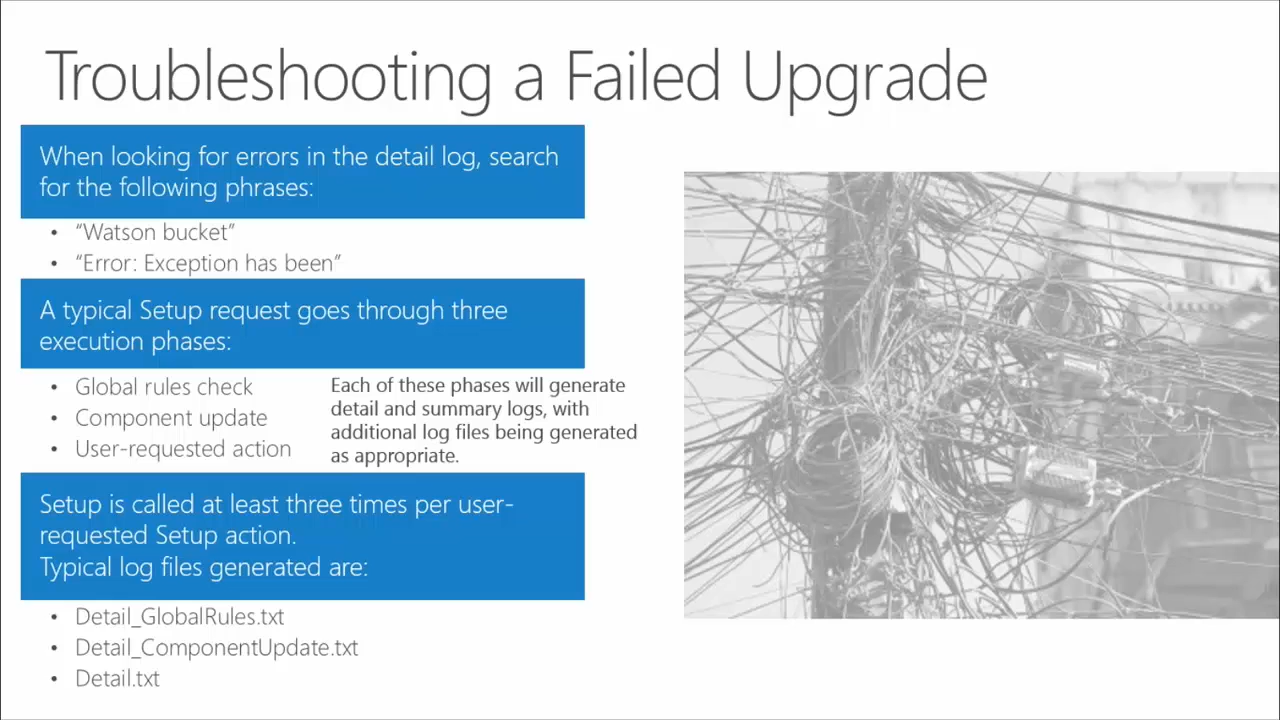 Troubleshooting a Failed Upgrade
When looking for errors in the detail log, search
for the following phrases:
• “Watson bucket”
• “Error: Exception has been”
A typical Setup request goes through three
execution phases:
• Global rules check
• Component update
• User-requested action
Each of these phases will generate
detail and summary logs, with
additional log files being generated
as appropriate.
Setup is called at least three times per user-
requested Setup action.
Typical log files generated are:
• Detail_GlobalRules.txt
• Detail_ComponentUpdate.txt
• Detail.txt